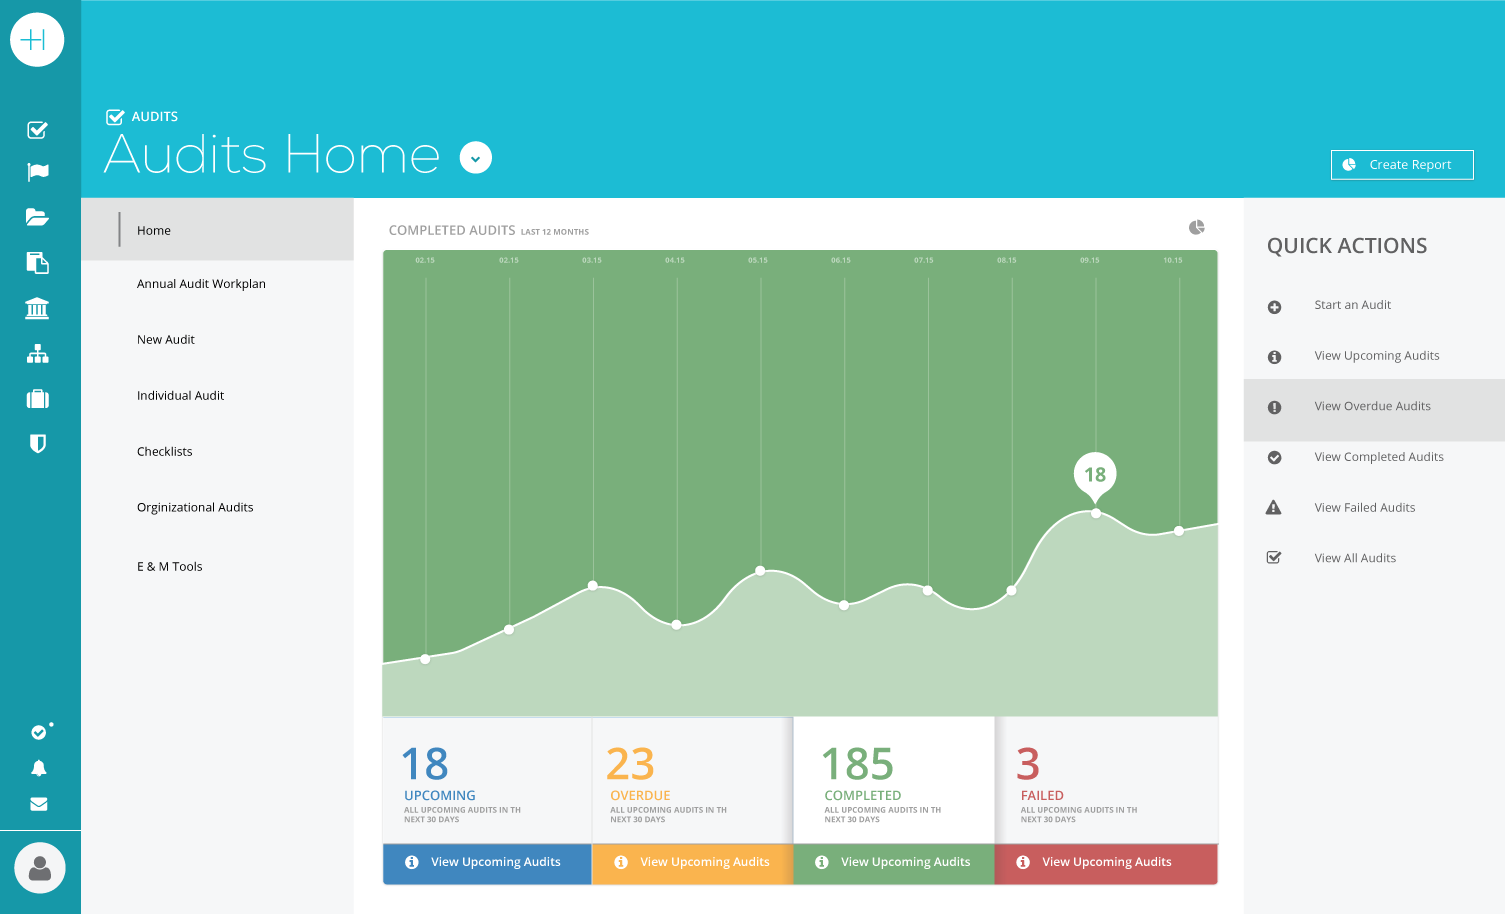 AUDITS
Audits Home
Create Report
Home
Annual Audit Workplan
New Audit
Individual Audit
Checklists
Orginizational Audits
E & M Tools
COMPLETED AUDITS LAST 12 MONTHS
02.15 02.15 03.15 04.15 05.15 06.15 07.15 08.15 09.15 10.15
18
18
UPCOMING
ALL UPCOMING AUDITS IN TH
NEXT 30 DAYS
View Upcoming Audits
23
OVERDUE
ALL UPCOMING AUDITS IN TH
NEXT 30 DAYS
View Upcoming Audits
185
COMPLETED
ALL UPCOMING AUDITS IN TH
NEXT 30 DAYS
View Upcoming Audits
3
FAILED
ALL UPCOMING AUDITS IN TH
NEXT 30 DAYS
View Upcoming Audits
QUICK ACTIONS
Start an Audit
View Upcoming Audits
View Overdue Audits
View Completed Audits
View Failed Audits
View All Audits